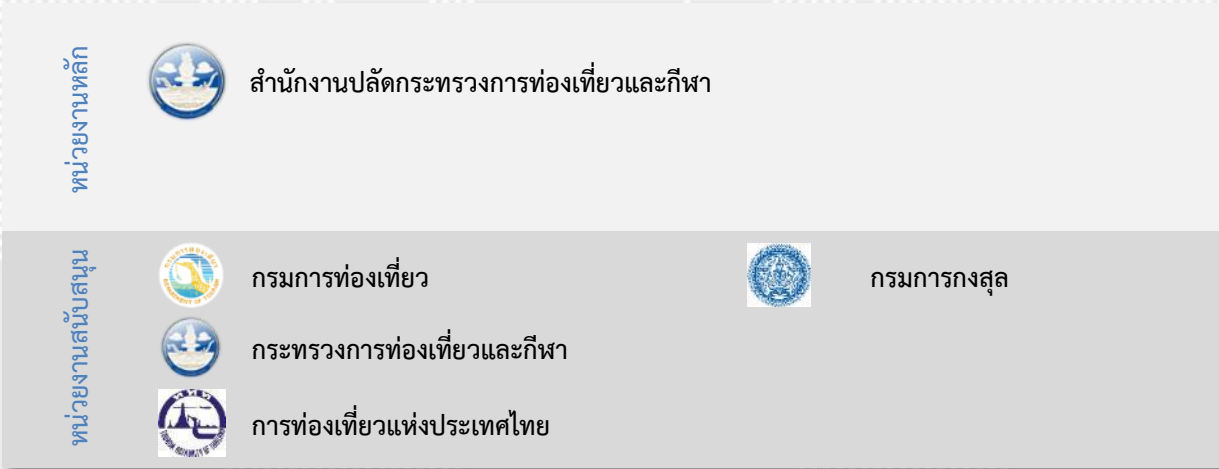 หน่วยงานหลัก
สำนักงานปลัดกระทรวงการท่องเที่ยวและกีฬา
หน่วยงานสนับสนุน
กรมการท่องเที่ยว
กรมการกงสุล
กระทรวงการท่องเที่ยวและกีฬา
การท่องเที่ยวแห่งประเทศไทย